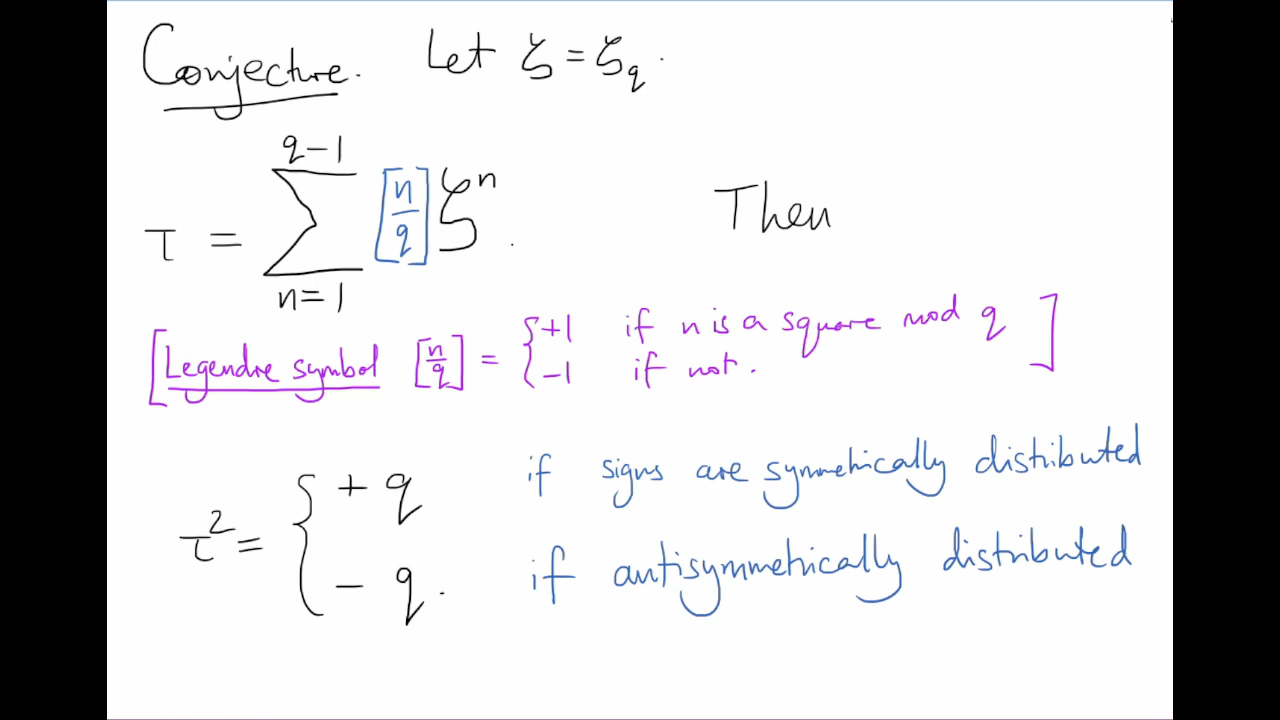 Conjecture. Let ζ = ζ_q.
τ = \sum_{n=1}^{q-1} [n/q] ζ^n. Then
[Legendre symbol [n/q] = { +1 if n is a square mod q
−1 if not. ]
τ² = { + q if signs are symmetrically distributed
− q. if antisymmetrically distributed